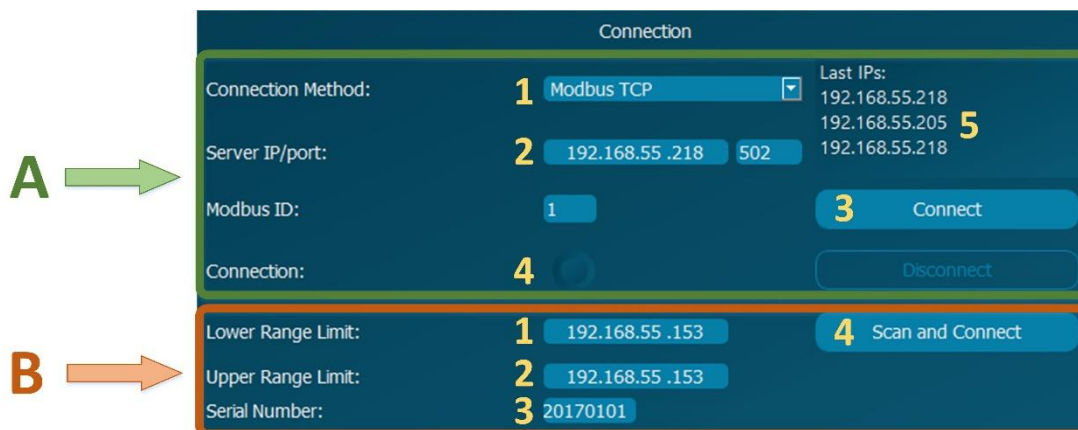 Connection
A
Connection Method:
1
Modbus TCP
Last IPs:
192.168.55.218
192.168.55.205
192.168.55.218
5
Server IP/port:
2
192.168.55 .218
502
Modbus ID:
1
3
Connect
Connection:
4
Disconnect
B
Lower Range Limit:
1
192.168.55 .153
4
Scan and Connect
Upper Range Limit:
2
192.168.55 .153
Serial Number:
3
20170101